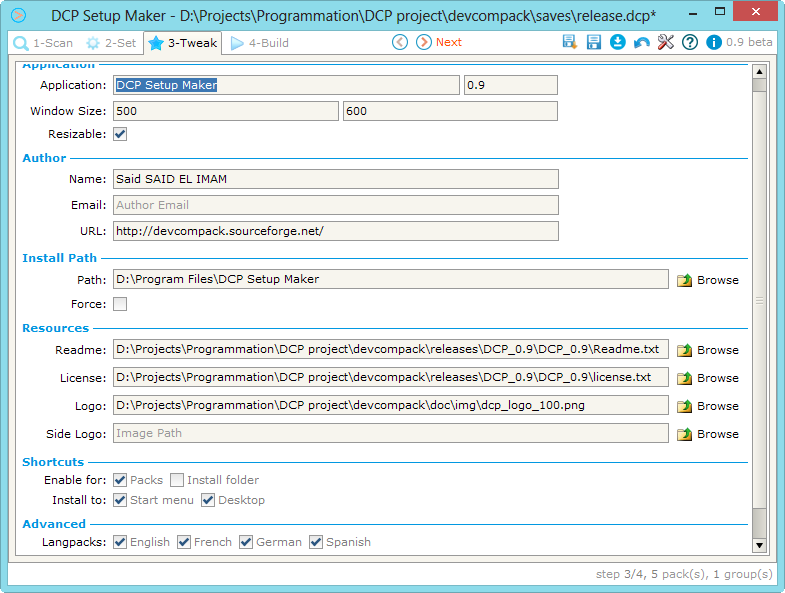 DCP Setup Maker - D:\Projects\Programmation\DCP project\devcompack\saves\release.dcp*
1-Scan 2-Set 3-Tweak 4-Build Next 0.9 beta
Application
Application: DCP Setup Maker 0.9
Window Size: 500 600
Resizable:
Author
Name: Said SAID EL IMAM
Email: Author Email
URL: http://devcompack.sourceforge.net/
Install Path
Path: D:\Program Files\DCP Setup Maker Browse
Force:
Resources
Readme: D:\Projects\Programmation\DCP project\devcompack\releases\DCP_0.9\DCP_0.9\Readme.txt Browse
License: D:\Projects\Programmation\DCP project\devcompack\releases\DCP_0.9\DCP_0.9\license.txt Browse
Logo: D:\Projects\Programmation\DCP project\devcompack\doc\img\dcp_logo_100.png Browse
Side Logo: Image Path Browse
Shortcuts
Enable for: Packs Install folder
Install to: Start menu Desktop
Advanced
Langpacks: English French German Spanish
step 3/4, 5 pack(s), 1 group(s)